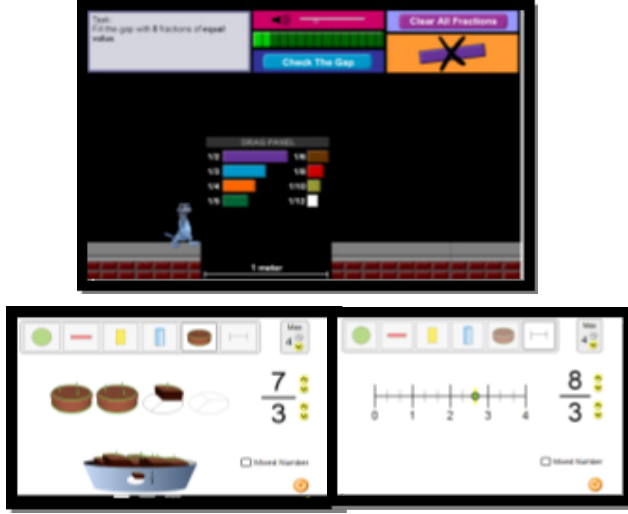 Task:
Fill the gap with 8 fractions of equal
value.
Clear All Fractions
Check The Gap
DRAG PANEL
1/2 1/6
1/3 1/8
1/4 1/10
1/5 1/12
1 meter
Max
4
7
3
Mixed Number
Max
4
8
3
0 1 2 3 4
Mixed Number